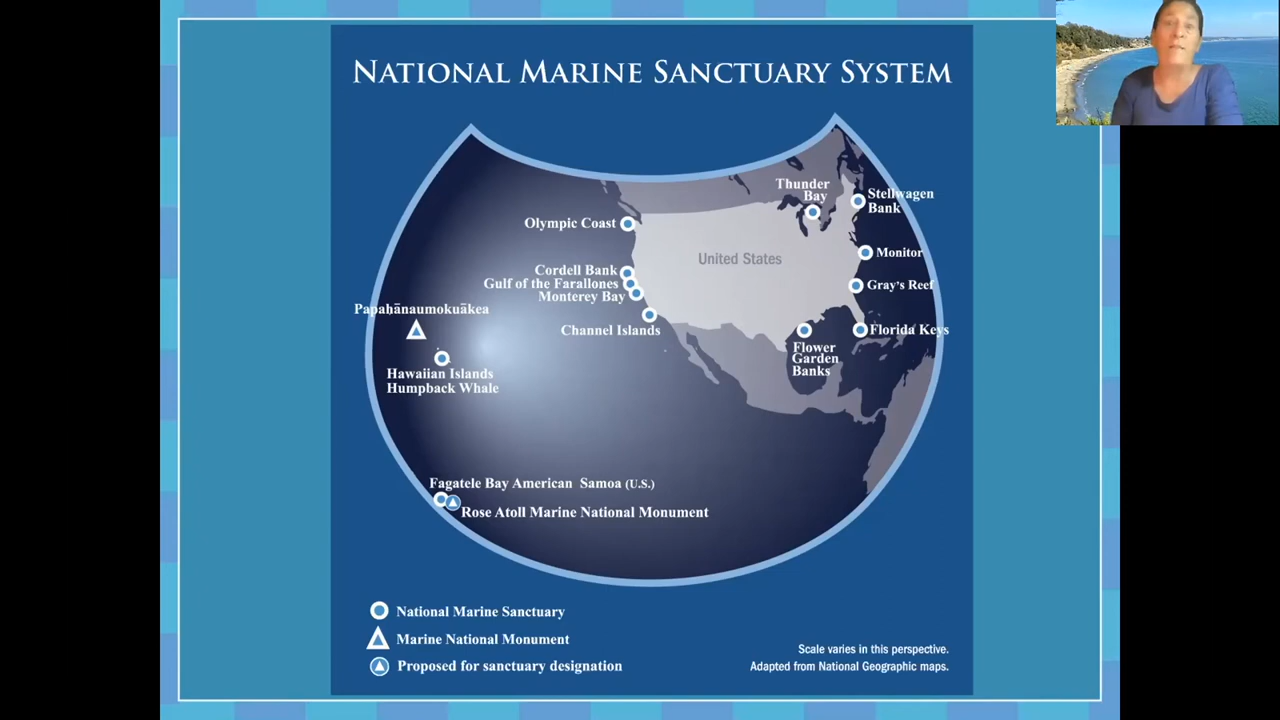 NATIONAL MARINE SANCTUARY SYSTEM
Thunder
Bay
Stellwagen
Bank
Olympic Coast
Monitor
United States
Cordell Bank
Gulf of the Farallones
Monterey Bay
Gray's Reef
Papahānaumokuākea
Channel Islands
Florida Keys
Flower
Garden
Banks
Hawaiian Islands
Humpback Whale
Fagatele Bay American Samoa (U.S.)
Rose Atoll Marine National Monument
National Marine Sanctuary
Marine National Monument
Proposed for sanctuary designation
Scale varies in this perspective.
Adapted from National Geographic maps.